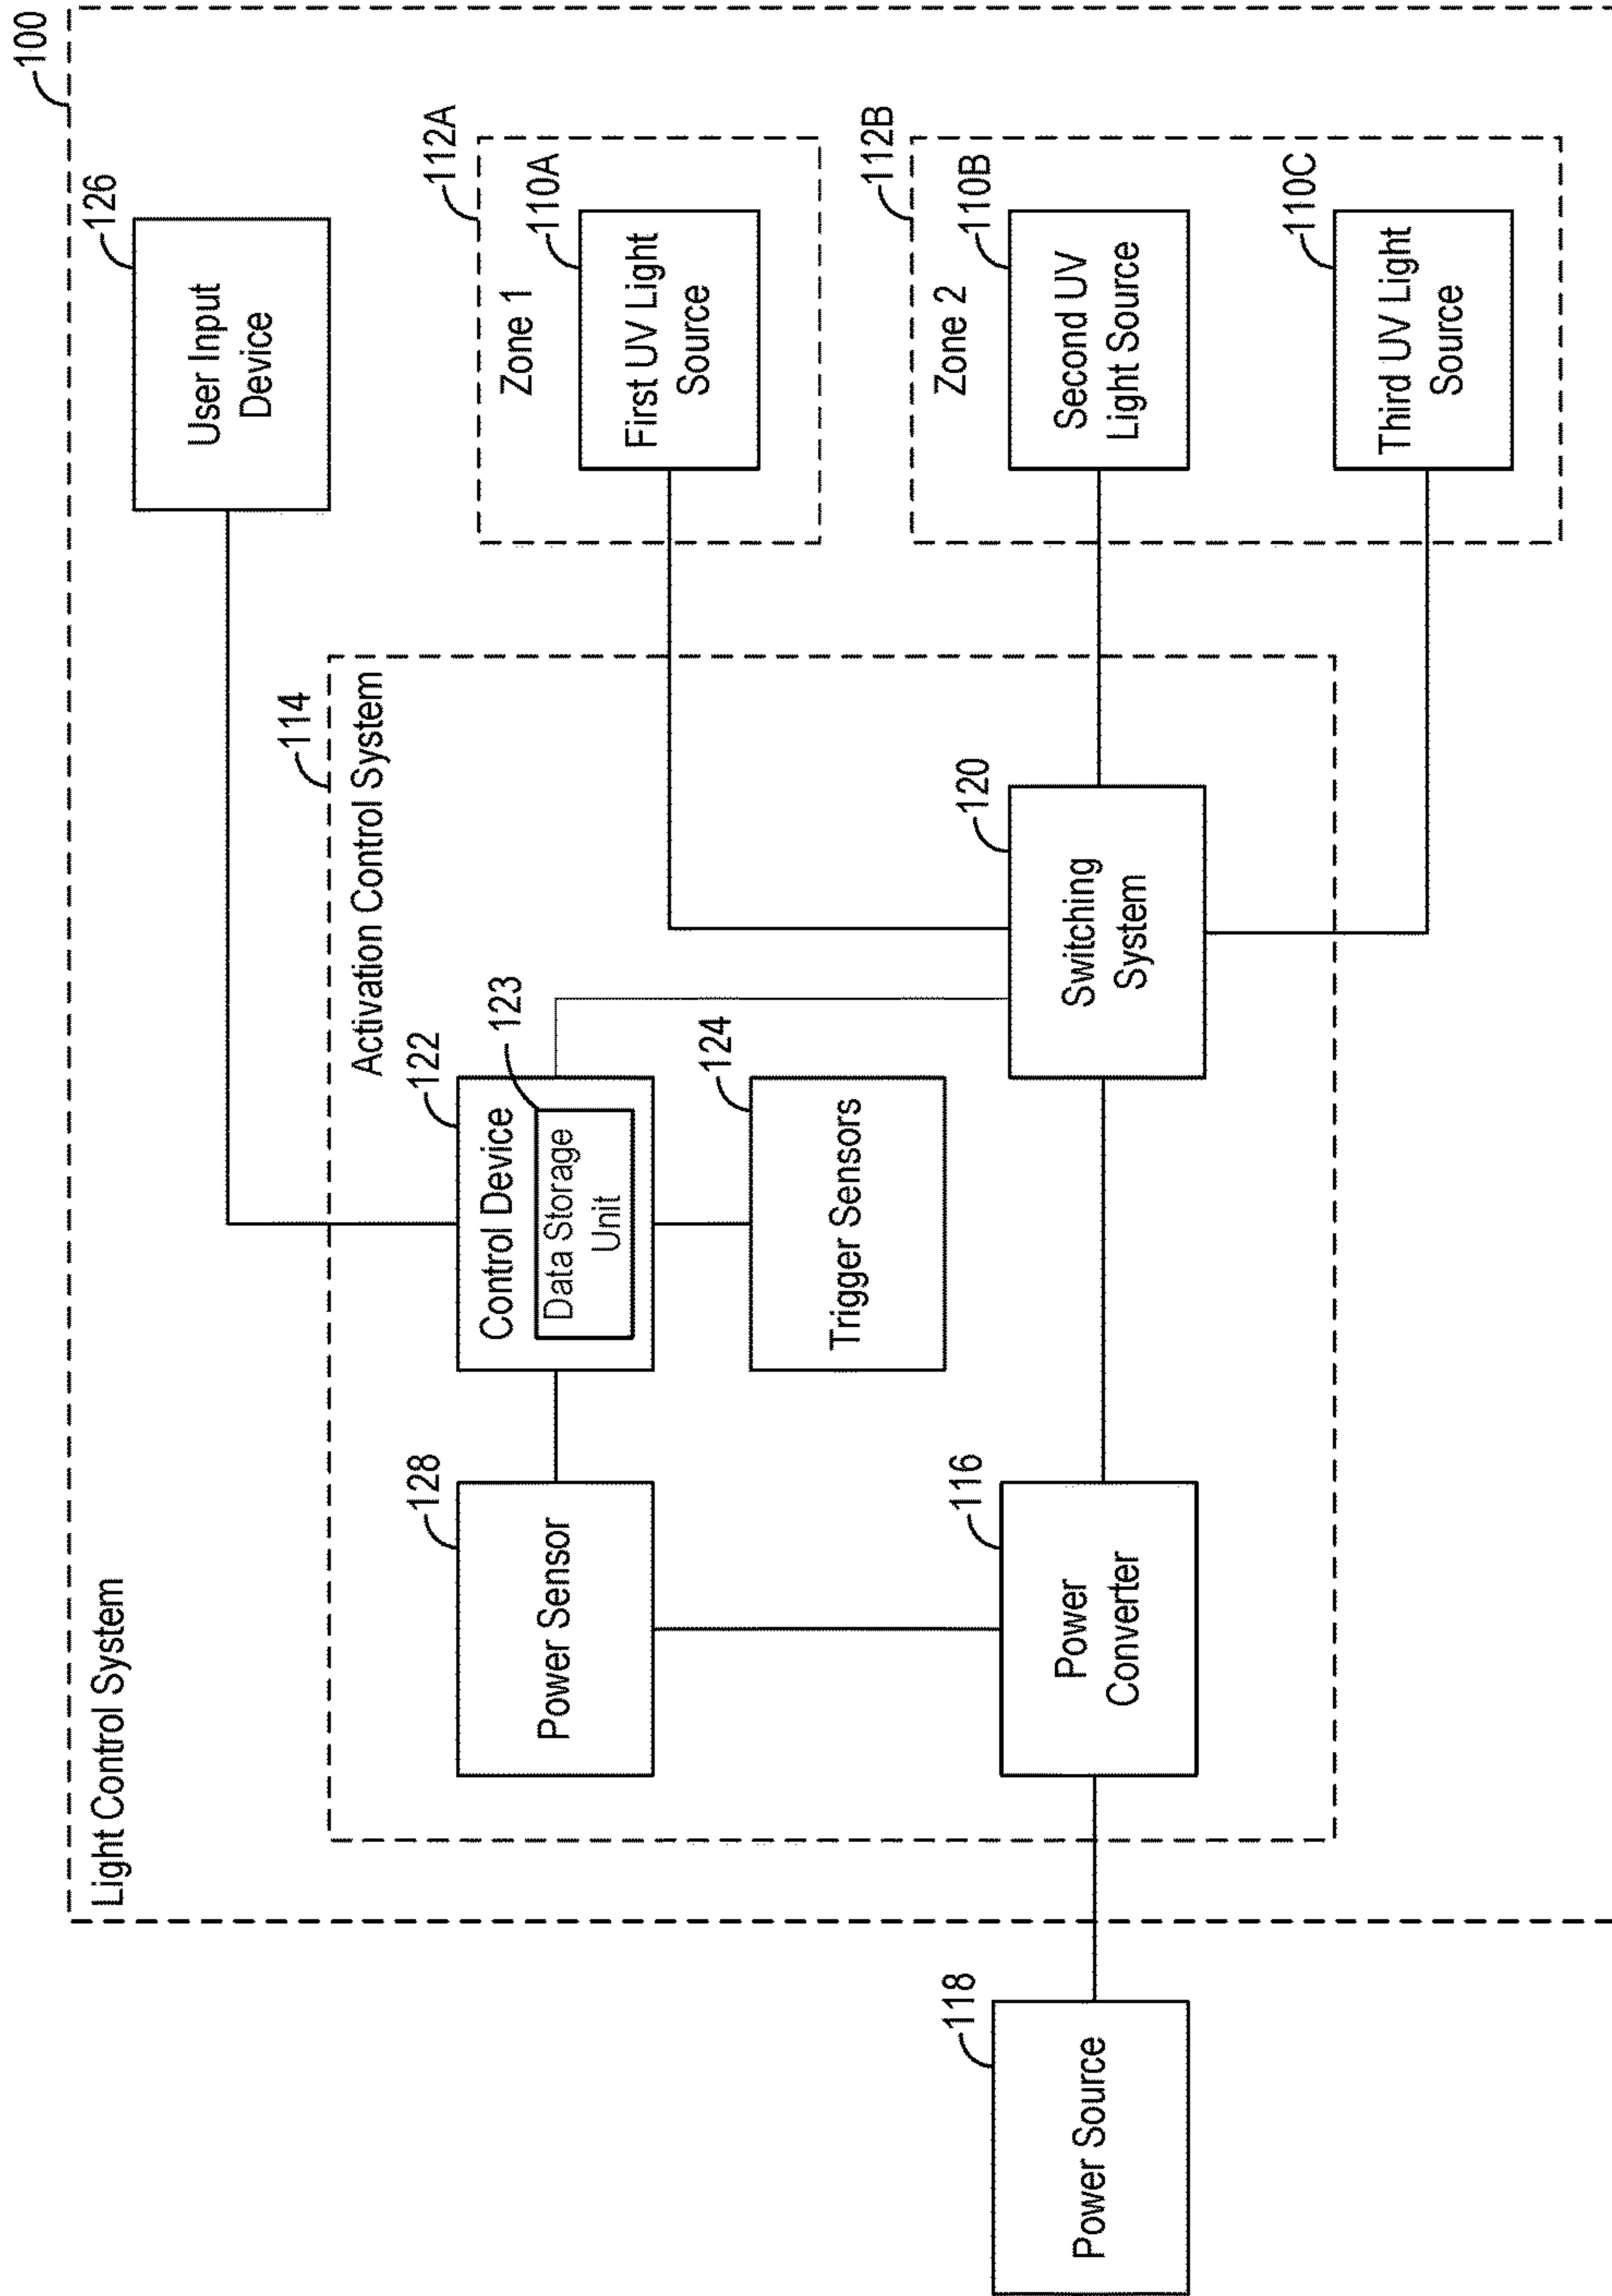 100
Light Control System
126
User Input
Device
114
Activation Control System
112A
Zone 1
110A
First UV Light
Source
128
Power Sensor
122
Control Device
123
Data Storage
Unit
124
Trigger Sensors
112B
Zone 2
110B
Second UV
Light Source
118
Power Source
116
Power
Converter
120
Switching
System
110C
Third UV Light
Source